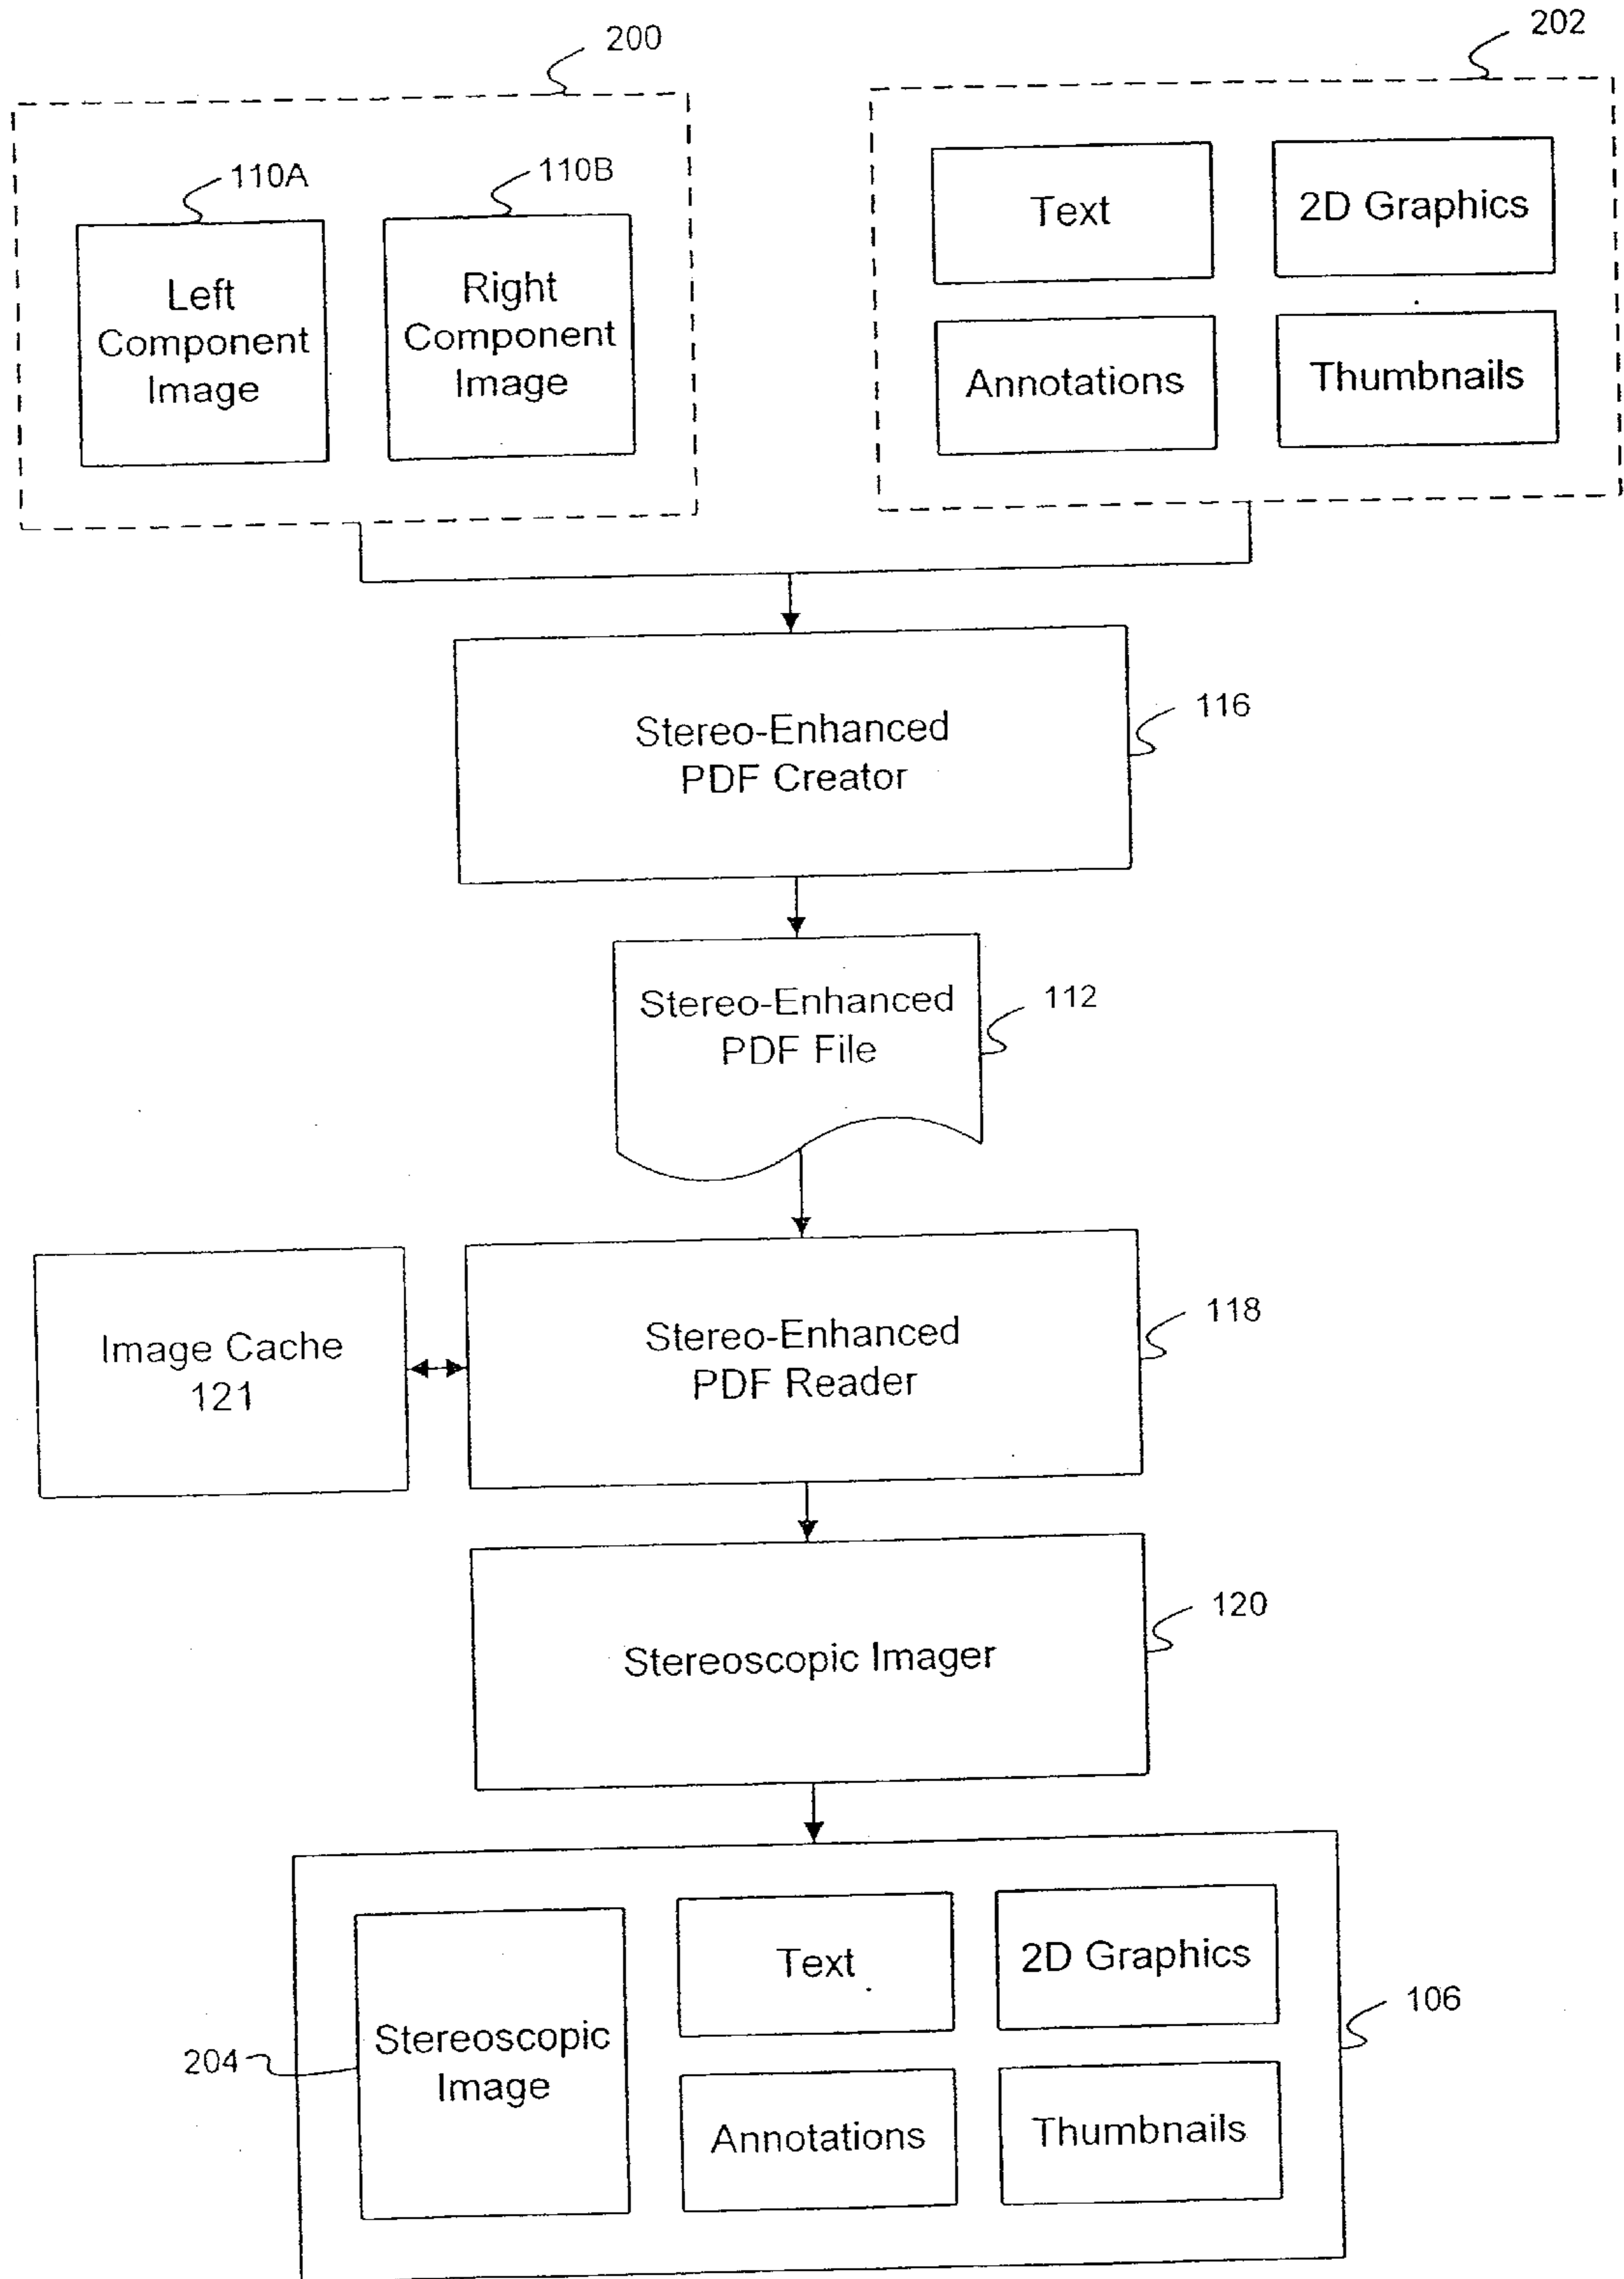 200
202
110A
110B
Left
Component
Image
Right
Component
Image
Text
2D Graphics
Annotations
Thumbnails
Stereo-Enhanced
PDF Creator
116
Stereo-Enhanced
PDF File
112
Image Cache
121
Stereo-Enhanced
PDF Reader
118
Stereoscopic Imager
120
204
Stereoscopic
Image
Text
2D Graphics
Annotations
Thumbnails
106